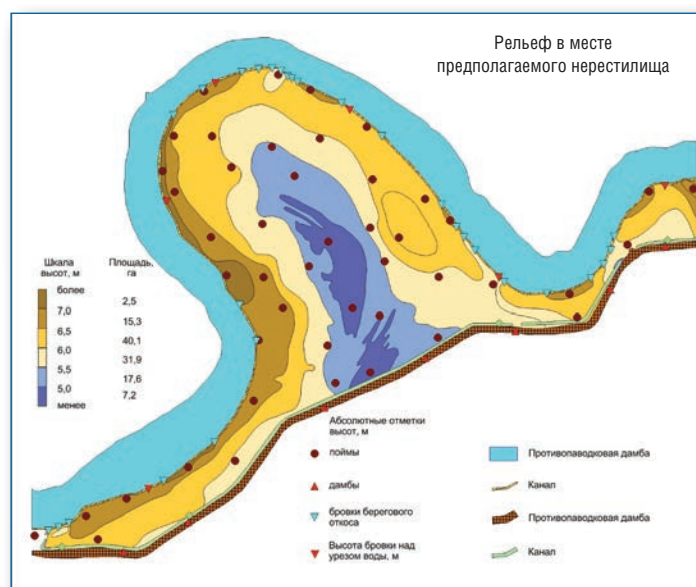 Рельеф в месте
предполагаемого нерестилища
Шкала высот, м
Площадь, га
более
7,0
6,5
6,0
5,5
5,0
менее
2,5
15,3
40,1
31,9
17,6
7,2
Абсолютные отметки
высот, м
поймы
дамбы
бровки берегового
откоса
Высота бровки над
урезом воды, м
Противопаводковая дамба
Канал
Противопаводковая дамба
Канал